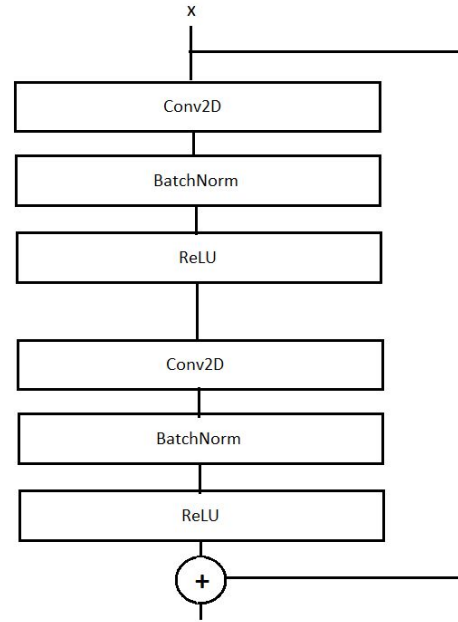 x
Conv2D
BatchNorm
ReLU
Conv2D
BatchNorm
ReLU
+